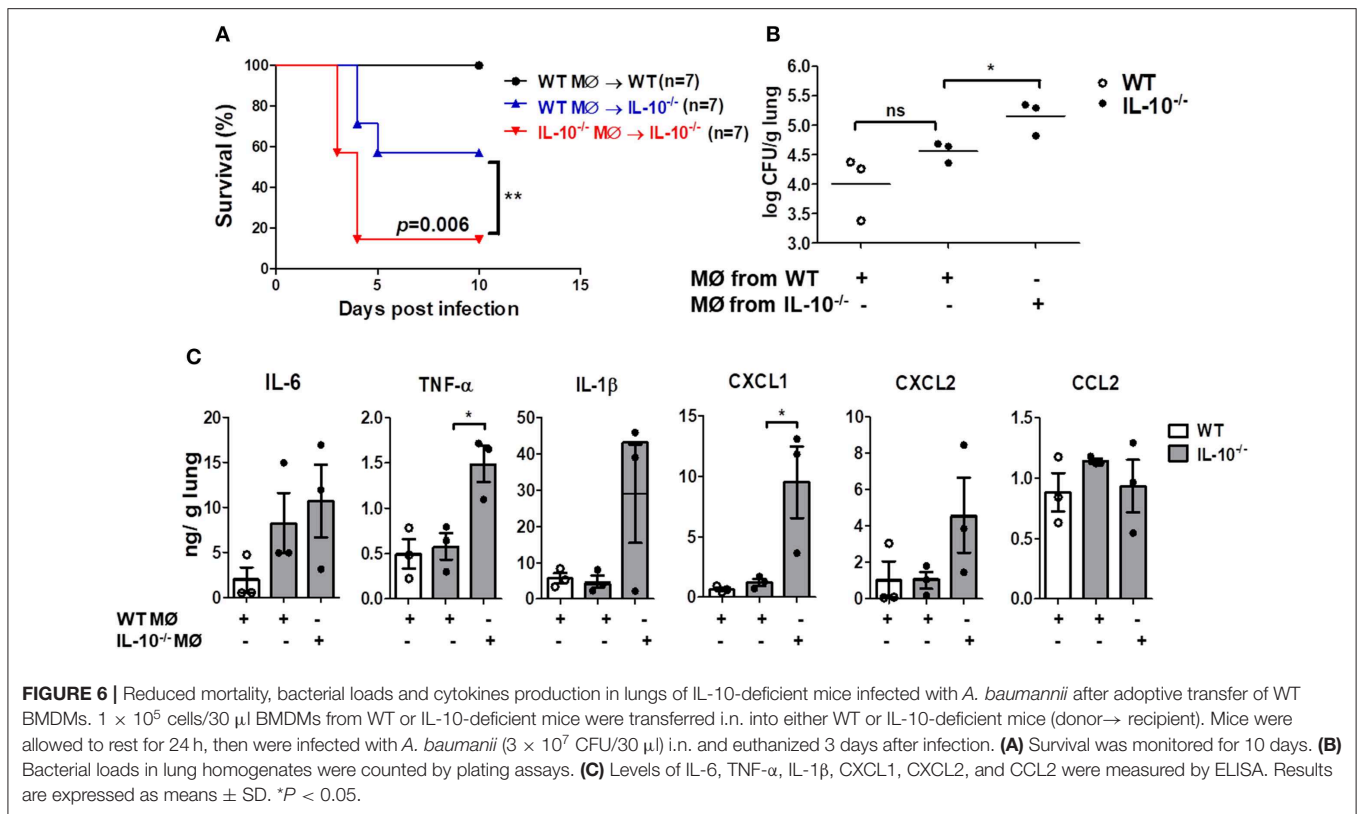 A
Survival (%)
100
80
60
40
20
0
0
5
10
15
Days post infection
WT MØ → WT (n=7)
WT MØ → IL-10-/- (n=7)
IL-10-/- MØ → IL-10-/- (n=7)
**
p=0.006
B
log CFU/g lung
6.0
5.5
5.0
4.5
4.0
3.5
3.0
ns
*
WT
IL-10-/-
MØ from WT + + -
MØ from IL-10-/- - - +
C
ng/ g lung
IL-6
20
15
10
5
0
TNF-α
2.0
1.5
1.0
0.5
0.0
*
IL-1β
50
40
30
20
10
0
CXCL1
15
10
5
0
*
CXCL2
10
8
6
4
2
0
CCL2
1.5
1.0
0.5
0.0
WT
IL-10-/-
WT MØ + + - + + - + + - + + - + + - + + -
IL-10-/- MØ - - + - - + - - + - - + - - + - - +
FIGURE 6 | Reduced mortality, bacterial loads and cytokines production in lungs of IL-10-deficient mice infected with A. baumannii after adoptive transfer of WT
BMDMs. 1 × 10⁵ cells/30 μl BMDMs from WT or IL-10-deficient mice were transferred i.n. into either WT or IL-10-deficient mice (donor→ recipient). Mice were
allowed to rest for 24 h, then were infected with A. baumanii (3 × 10⁷ CFU/30 μl) i.n. and euthanized 3 days after infection. (A) Survival was monitored for 10 days. (B)
Bacterial loads in lung homogenates were counted by plating assays. (C) Levels of IL-6, TNF-α, IL-1β, CXCL1, CXCL2, and CCL2 were measured by ELISA. Results
are expressed as means ± SD. *P < 0.05.